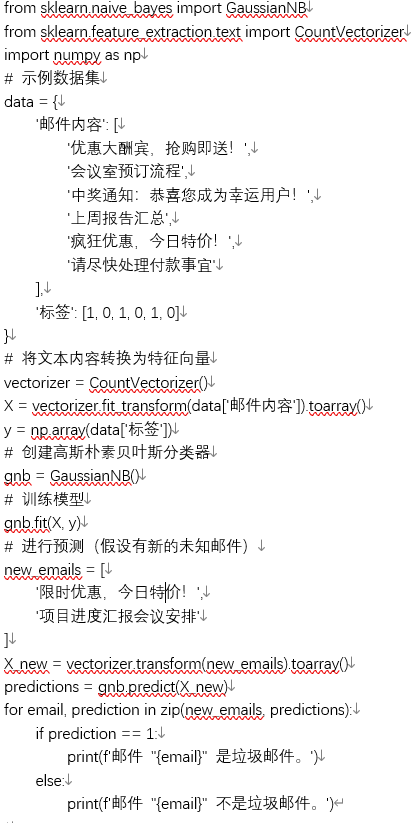 from sklearn.naive_bayes import GaussianNB
from sklearn.feature_extraction.text import CountVectorizer
import numpy as np
# 示例数据集
data = {
'邮件内容': [
'优惠大酬宾，抢购即送！',
'会议室预订流程',
'中奖通知：恭喜您成为幸运用户！',
'上周报告汇总',
'疯狂优惠，今日特价！',
'请尽快处理付款事宜'
],
'标签': [1, 0, 1, 0, 1, 0]
}
# 将文本内容转换为特征向量
vectorizer = CountVectorizer()
X = vectorizer.fit_transform(data['邮件内容']).toarray()
y = np.array(data['标签'])
# 创建高斯朴素贝叶斯分类器
gnb = GaussianNB()
# 训练模型
gnb.fit(X, y)
# 进行预测（假设有新的未知邮件）
new_emails = [
'限时优惠，今日特价！',
'项目进度汇报会议安排'
]
X_new = vectorizer.transform(new_emails).toarray()
predictions = gnb.predict(X_new)
for email, prediction in zip(new_emails, predictions):
if prediction == 1:
print(f'邮件 "{email}" 是垃圾邮件。')
else:
print(f'邮件 "{email}" 不是垃圾邮件。')